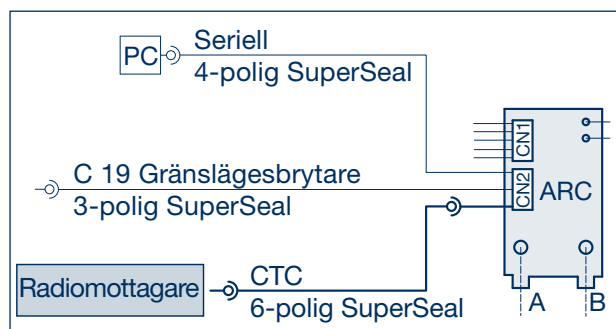 Seriell
PC
4-polig SuperSeal
CN1
C 19 Gränslägesbrytare
CN2
ARC
3-polig SuperSeal
Radiomottagare
CTC
6-polig SuperSeal
A
B